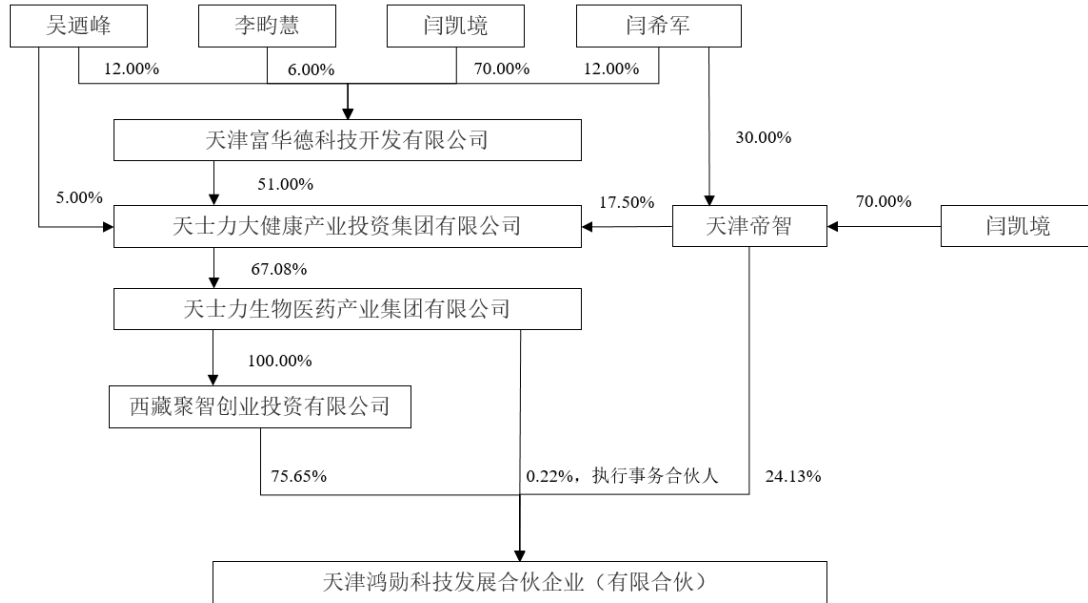 吴迺峰
李畇慧
闫凯境
闫希军
12.00%
6.00%
70.00%
12.00%
天津富华德科技开发有限公司
30.00%
51.00%
5.00%
17.50%
70.00%
天士力大健康产业投资集团有限公司
天津帝智
闫凯境
67.08%
天士力生物医药产业集团有限公司
100.00%
西藏聚智创业投资有限公司
75.65%
0.22%，执行事务合伙人
24.13%
天津鸿勋科技发展合伙企业（有限合伙）